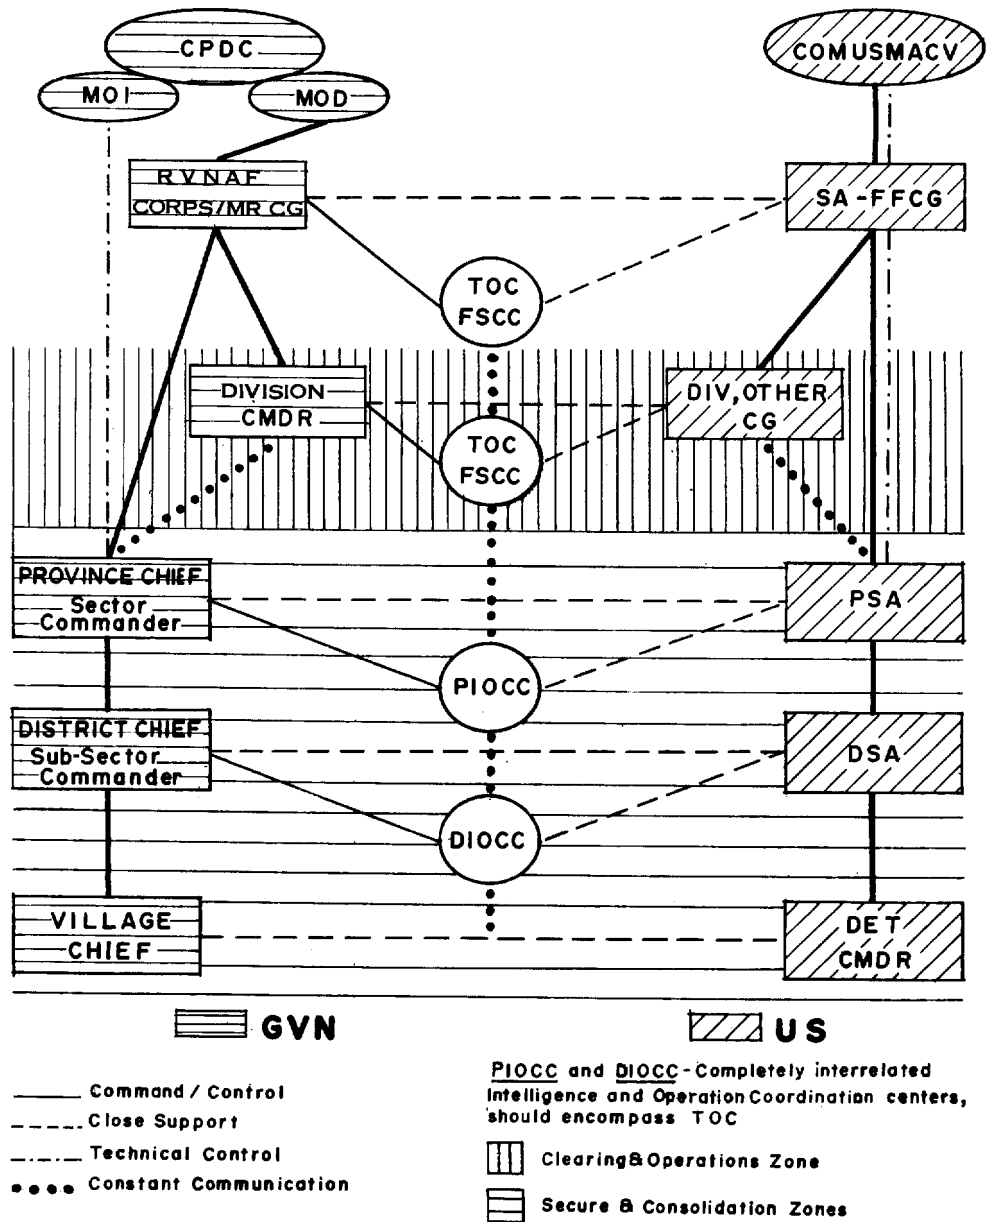 CPDC
COMUSMACV
MOI
MOD
RVNAF
CORPS/MR CG
SA-FFCG
TOC
FSCC
DIVISION
CMDR
DIV, OTHER
CG
TOC
FSCC
PROVINCE CHIEF
Sector
Commander
PSA
PIOCC
DISTRICT CHIEF
Sub-Sector
Commander
DSA
DIOCC
VILLAGE
CHIEF
DET
CMDR
GVN
US
Command / Control
Close Support
Technical Control
Constant Communication
PIOCC and DIOCC - Completely interrelated
Intelligence and Operation Coordination centers,
should encompass TOC
Clearing & Operations Zone
Secure & Consolidation Zones